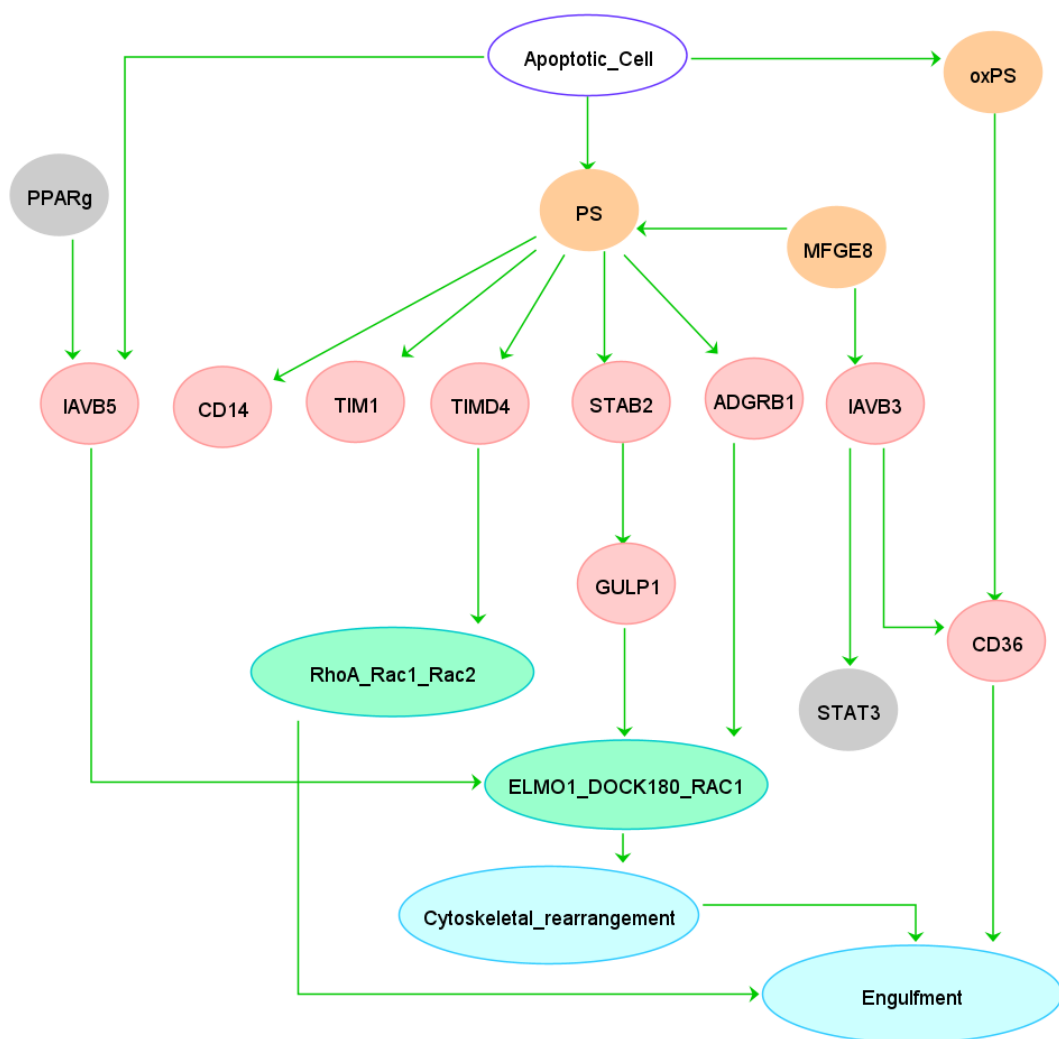 Apoptotic_Cell
oxPS
PPARg
PS
MFGE8
IAVB5
CD14
TIM1
TIMD4
STAB2
ADGRB1
IAVB3
GULP1
CD36
RhoA_Rac1_Rac2
STAT3
ELMO1_DOCK180_RAC1
Cytoskeletal_rearrangement
Engulfment